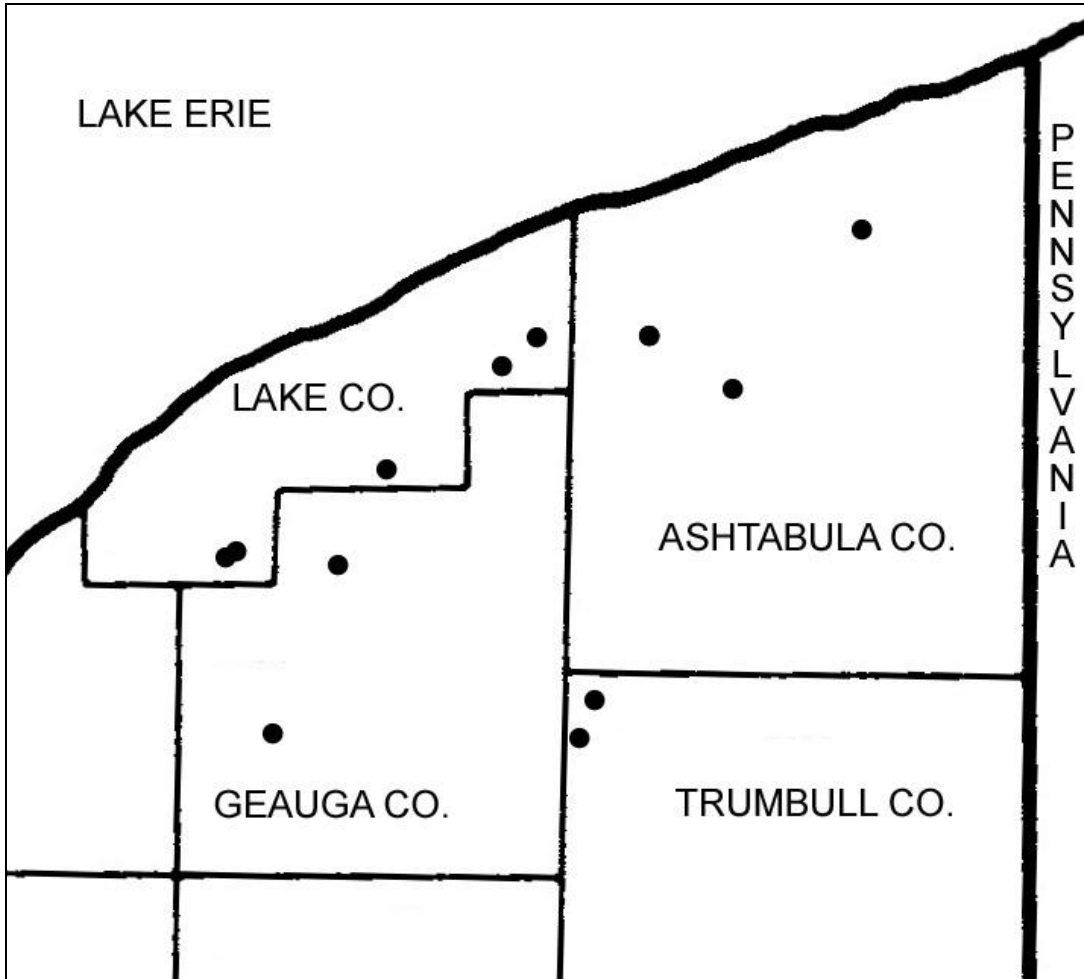 LAKE ERIE
PENNSYLVANIA
LAKE CO.
ASHTABULA CO.
GEAUGA CO.
TRUMBULL CO.